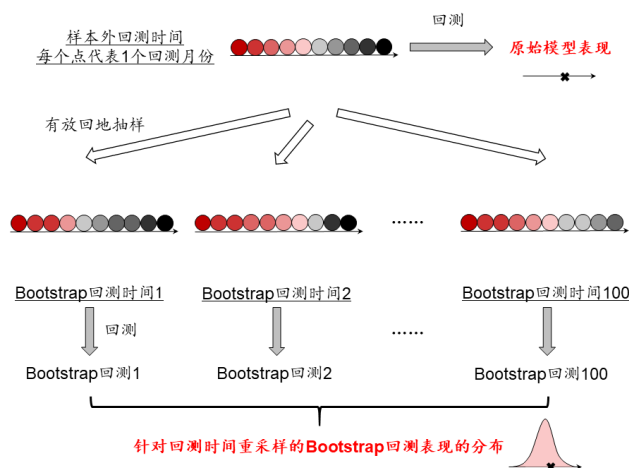 样本外回测时间
每个点代表1个回测月份
回测
原始模型表现
有放回地抽样
......
Bootstrap回测时间1
Bootstrap回测时间2
Bootstrap回测时间100
回测
......
Bootstrap回测1
Bootstrap回测2
Bootstrap回测100
针对回测时间重采样的Bootstrap回测表现的分布